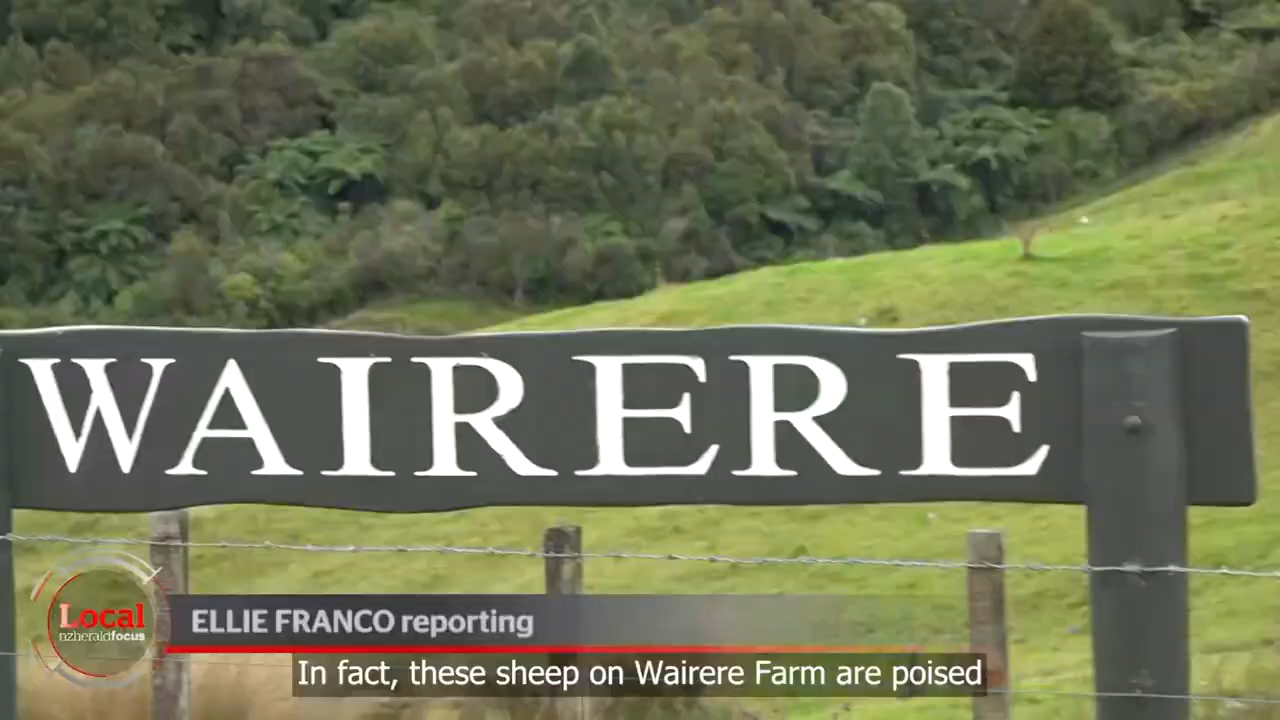 WAIRERE
ELLIE FRANCO reporting
Local
nzheraldfocus
In fact, these sheep on Wairere Farm are poised